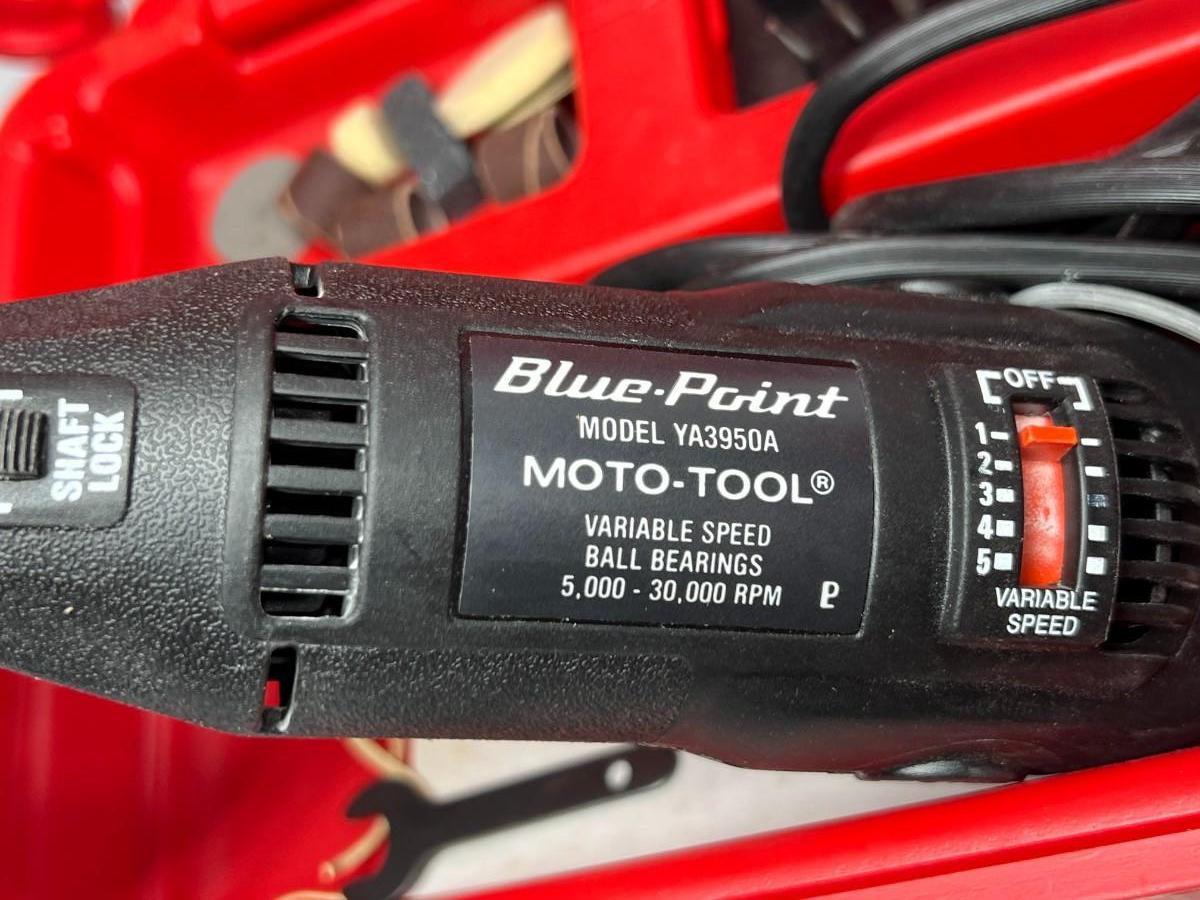 SHAFT
LOCK
Blue-Point
MODEL YA3950A
MOTO-TOOL®
VARIABLE SPEED
BALL BEARINGS
5,000 - 30,000 RPM
OFF
1
2
3
4
5
VARIABLE
SPEED